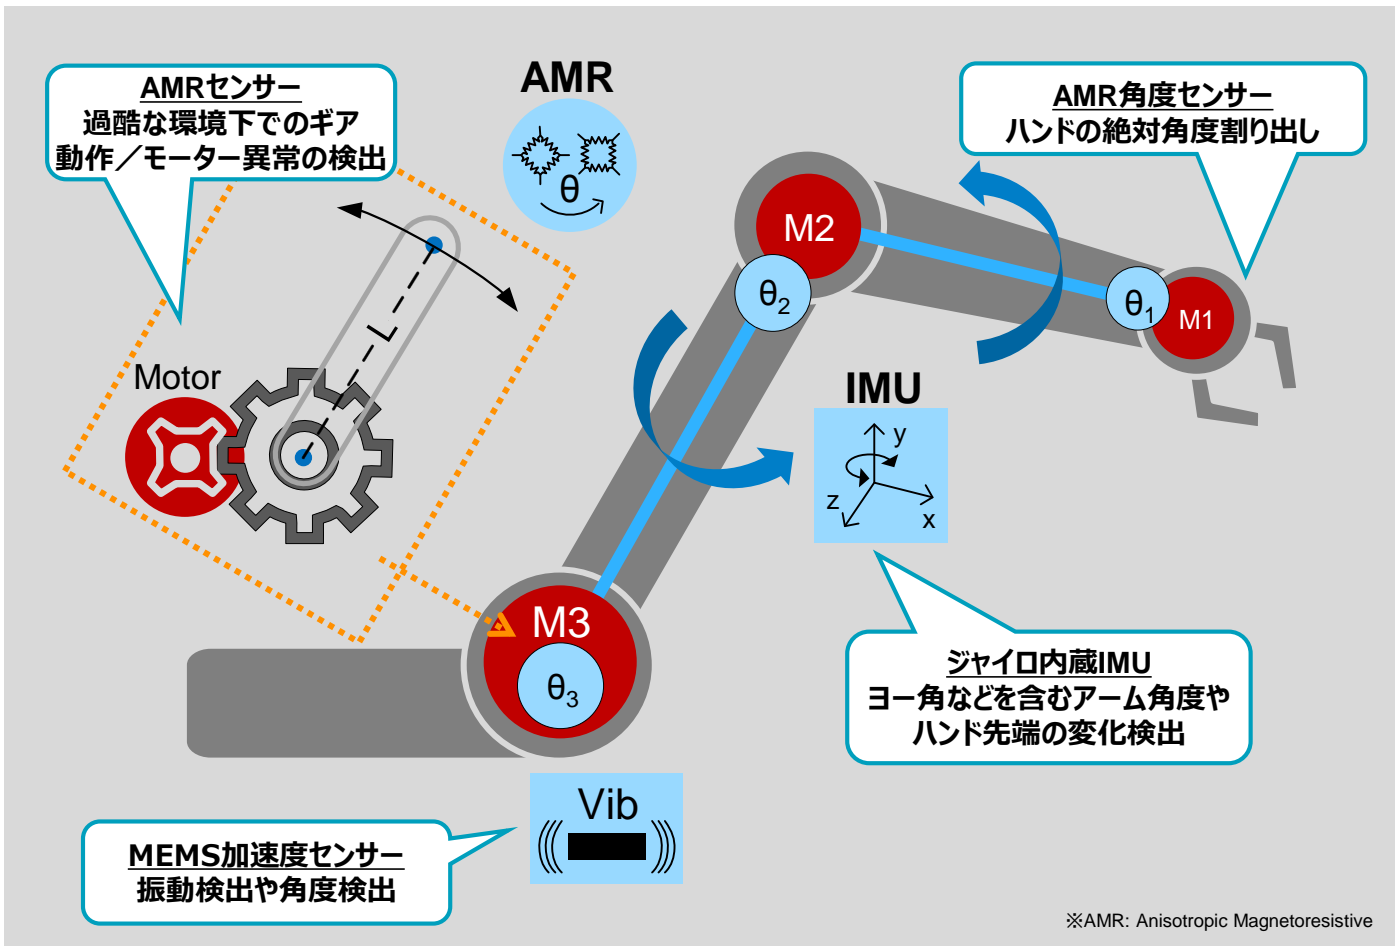 AMRセンサー
過酷な環境下でのギア
動作／モーター異常の検出
AMR
θ
AMR角度センサー
ハンドの絶対角度割り出し
M2
θ2
θ1
M1
L
Motor
IMU
y
z
x
M3
θ3
ジャイロ内蔵IMU
ヨー角などを含むアーム角度や
ハンド先端の変化検出
Vib
MEMS加速度センサー
振動検出や角度検出
※AMR: Anisotropic Magnetoresistive